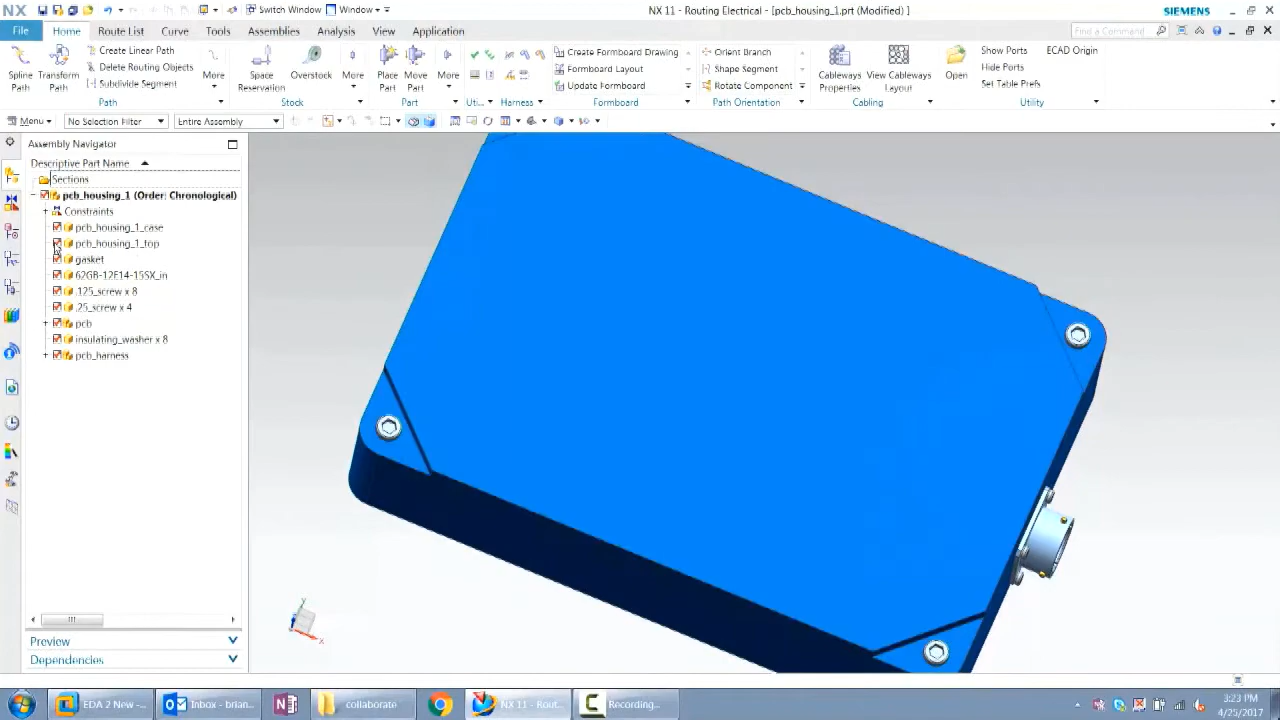 NX
Switch Window
Window
NX 11 - Routing Electrical - [pcb_housing_1.prt (Modified) ]
SIEMENS
File
Home
Route List
Curve
Tools
Assemblies
Analysis
View
Application
Find a Command
Spline Path
Transform Path
Create Linear Path
Delete Routing Objects
Subdivide Segment
More
Space Reservation
Overstock
More
Place Part
Move Part
More
Create Formboard Drawing
Formboard Layout
Update Formboard
Orient Branch
Shape Segment
Rotate Component
Cableways Properties
View Cableways Layout
Open
Show Ports
Hide Ports
Set Table Prefs
ECAD Origin
Path
Stock
Part
Uti...
Harness
Formboard
Path Orientation
Cabling
Utility
Menu
No Selection Filter
Entire Assembly
Assembly Navigator
Descriptive Part Name
Sections
pcb_housing_1 (Order: Chronological)
Constraints
pcb_housing_1_case
pcb_housing_1_top
gasket
62GB-12E14-15SX_in
.125_screw x 8
.25_screw x 4
pcb
insulating_washer x 8
pcb_harness
Preview
Dependencies
Y
X
EDA 2 New -...
Inbox - brian...
collaborate
NX 11 - Rout...
Recording...
3:23 PM
4/25/2017